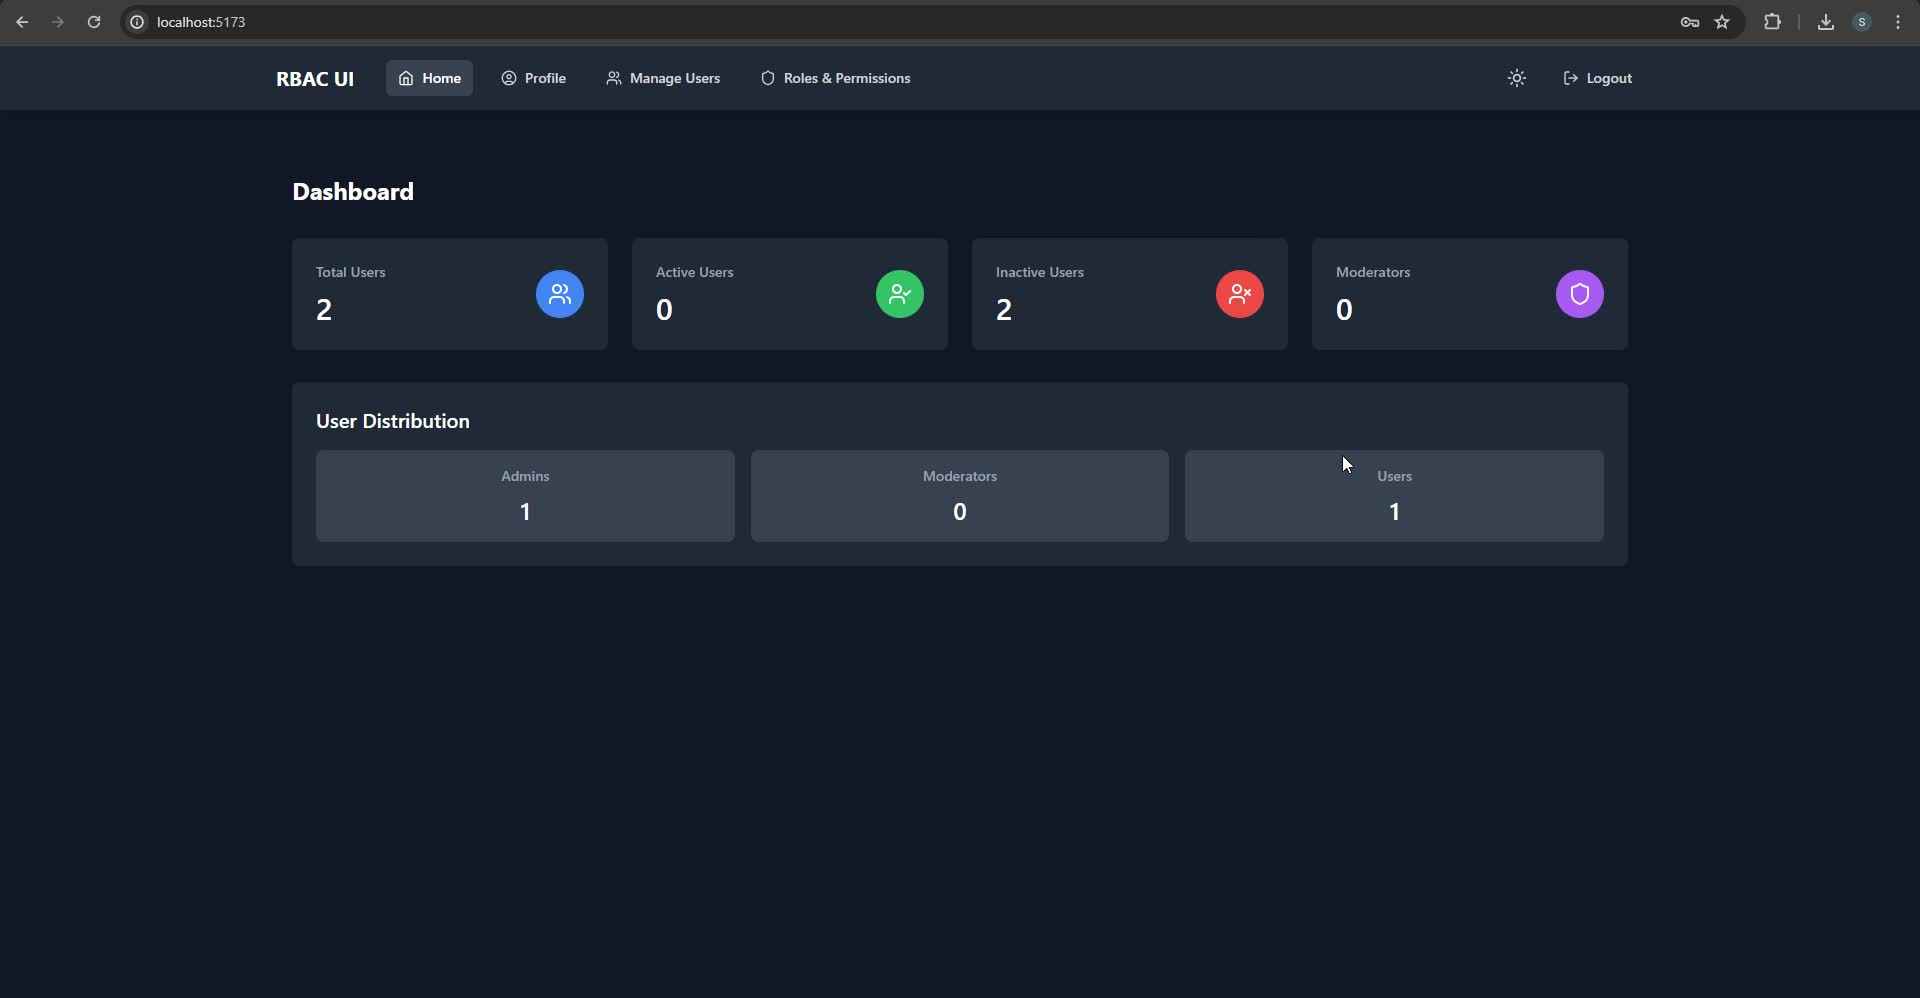 localhost:5173
S
RBAC UI
Home
Profile
Manage Users
Roles & Permissions
Logout
Dashboard
Total Users
2
Active Users
0
Inactive Users
2
Moderators
0
User Distribution
Admins
1
Moderators
0
Users
1